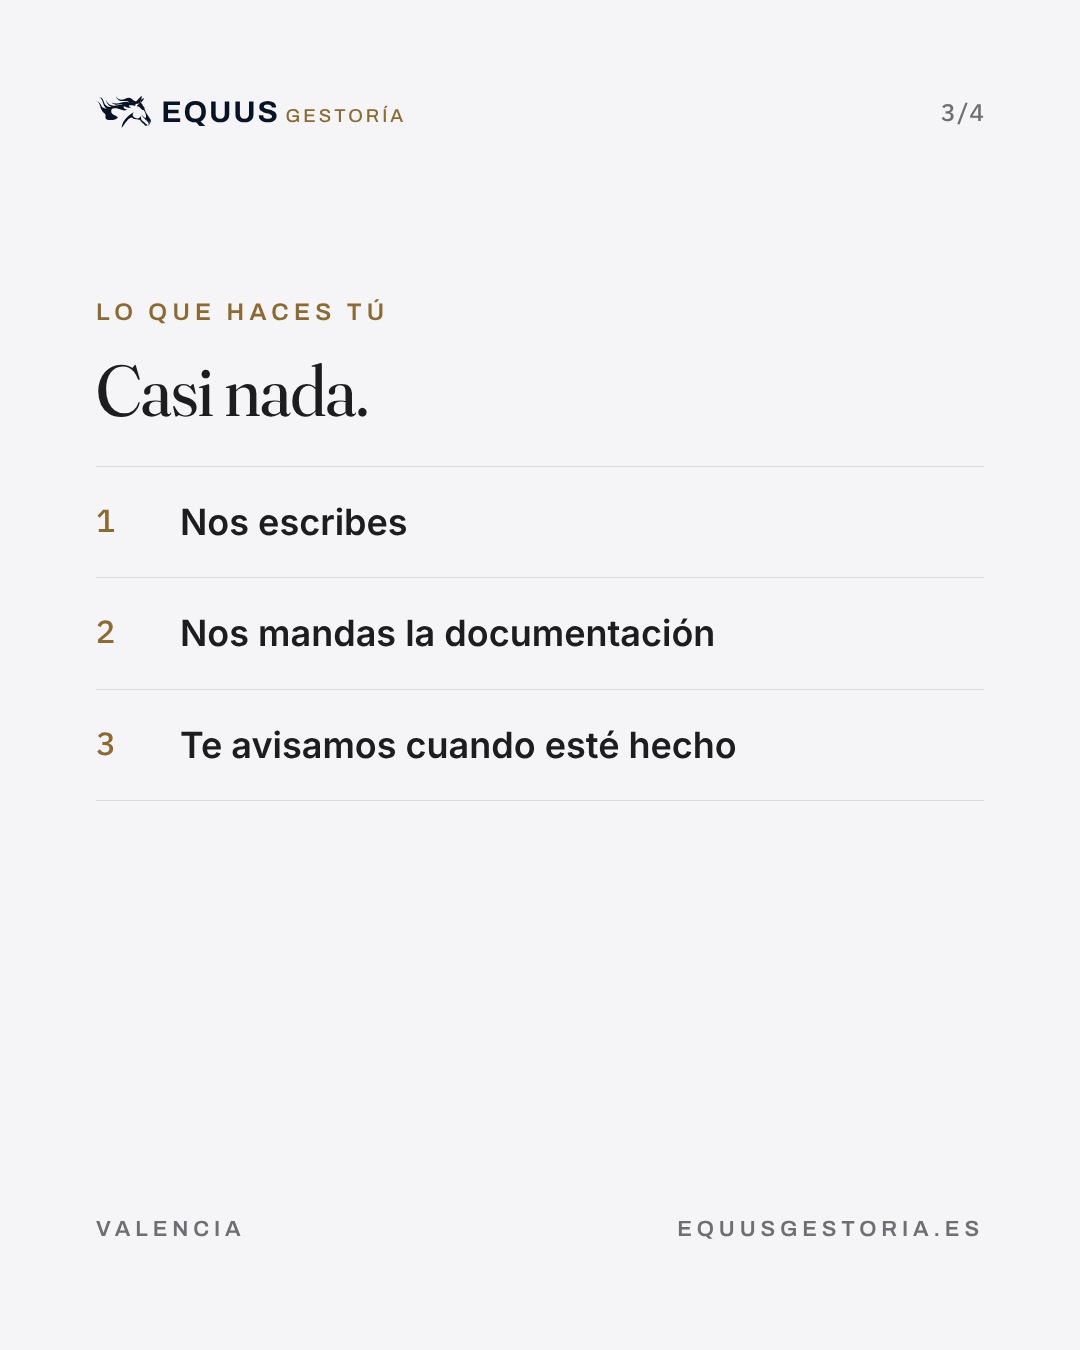 EQUUS GESTORÍA
3/4
LO QUE HACES TÚ
Casi nada.
1 Nos escribes
2 Nos mandas la documentación
3 Te avisamos cuando esté hecho
VALENCIA
EQUUSGESTORIA.ES